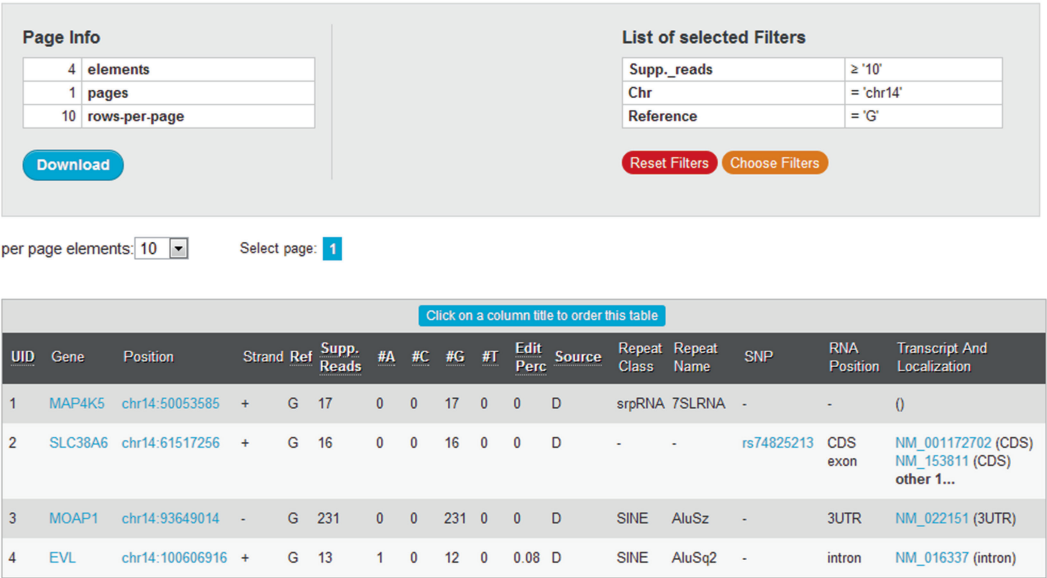 Page Info
4 elements
1 pages
10 rows-per-page
Download
List of selected Filters
Supp._reads ≥ '10'
Chr = 'chr14'
Reference = 'G'
Reset Filters Choose Filters
per page elements: 10 Select page: 1
Click on a column title to order this table
UID Gene Position Strand Ref Supp. Reads #A #C #G #T Edit Perc Source Repeat Class Repeat Name SNP RNA Position Transcript And Localization
1 MAP4K5 chr14:50053585 + G 17 0 0 17 0 0 D srpRNA 7SLRNA - - ()
2 SLC38A6 chr14:61517256 + G 16 0 0 16 0 0 D - - rs74825213 CDS NM_001172702 (CDS)
exon NM_153811 (CDS)
other 1...
3 MOAP1 chr14:93649014 - G 231 0 0 231 0 0 D SINE AluSz - 3UTR NM_022151 (3UTR)
4 EVL chr14:100606916 + G 13 1 0 12 0 0.08 D SINE AluSq2 - intron NM_016337 (intron)